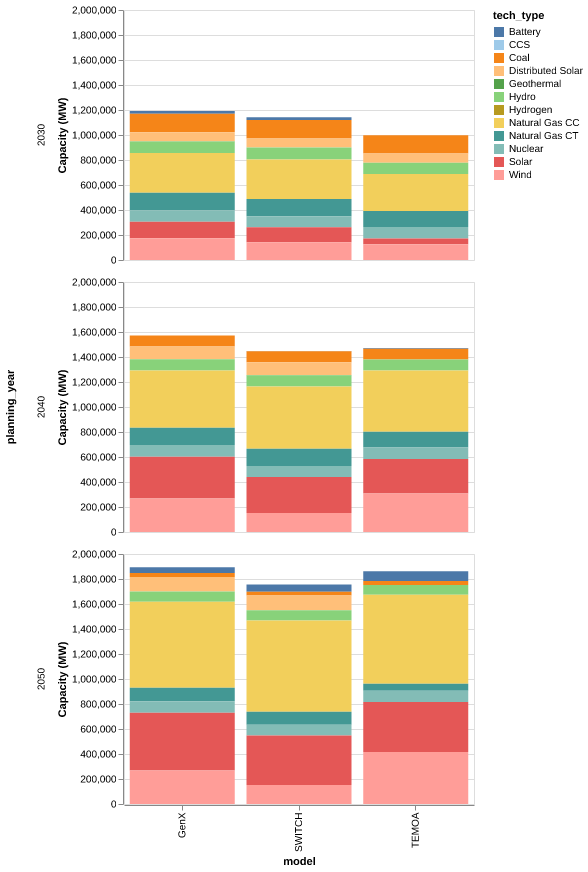 tech_type
Battery
CCS
Coal
Distributed Solar
Geothermal
Hydro
Hydrogen
Natural Gas CC
Natural Gas CT
Nuclear
Solar
Wind
planning_year
2030
Capacity (MW)
2,000,000
1,800,000
1,600,000
1,400,000
1,200,000
1,000,000
800,000
600,000
400,000
200,000
0
2040
Capacity (MW)
2,000,000
1,800,000
1,600,000
1,400,000
1,200,000
1,000,000
800,000
600,000
400,000
200,000
0
2050
Capacity (MW)
2,000,000
1,800,000
1,600,000
1,400,000
1,200,000
1,000,000
800,000
600,000
400,000
200,000
0
GenX
SWITCH
TEMOA
model